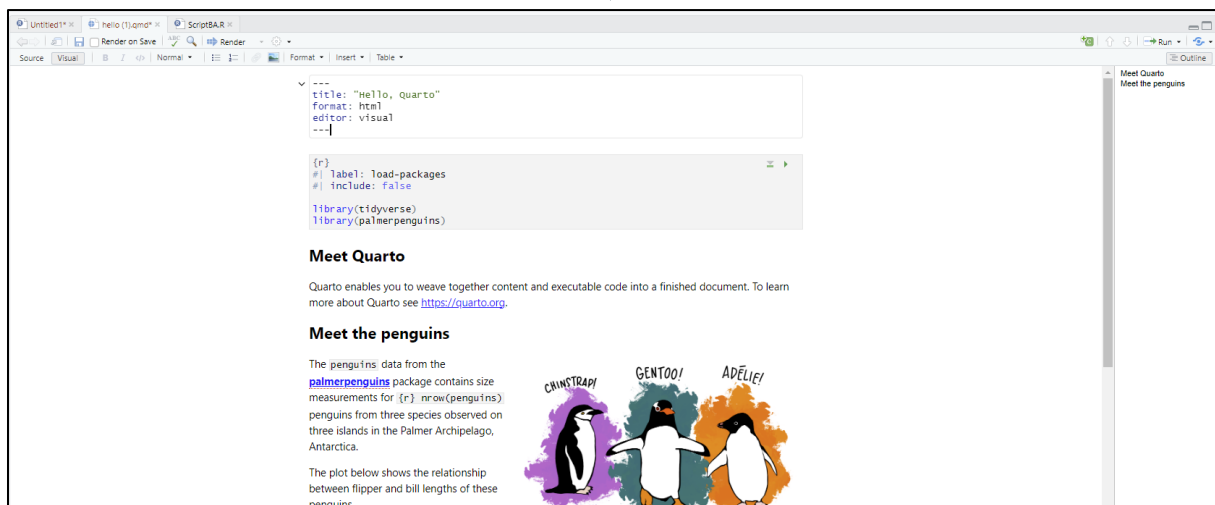 Untitled1* × hello (1).qmd* × ScriptBA.R ×
Render on Save ABC Render
Run
Source Visual B I </> Normal Format Insert Table Outline
---
title: "Hello, Quarto"
format: html
editor: visual
---
{r}
#| label: load-packages
#| include: false
library(tidyverse)
library(palmerpenguins)
Meet Quarto
Quarto enables you to weave together content and executable code into a finished document. To learn
more about Quarto see https://quarto.org.
Meet the penguins
The penguins data from the
palmerpenguins package contains size
measurements for {r} nrow(penguins)
penguins from three species observed on
three islands in the Palmer Archipelago,
Antarctica.
The plot below shows the relationship
between flipper and bill lengths of these
penguins.
CHINSTRAP!
GENTOO!
ADÉLIE!
Meet Quarto
Meet the penguins